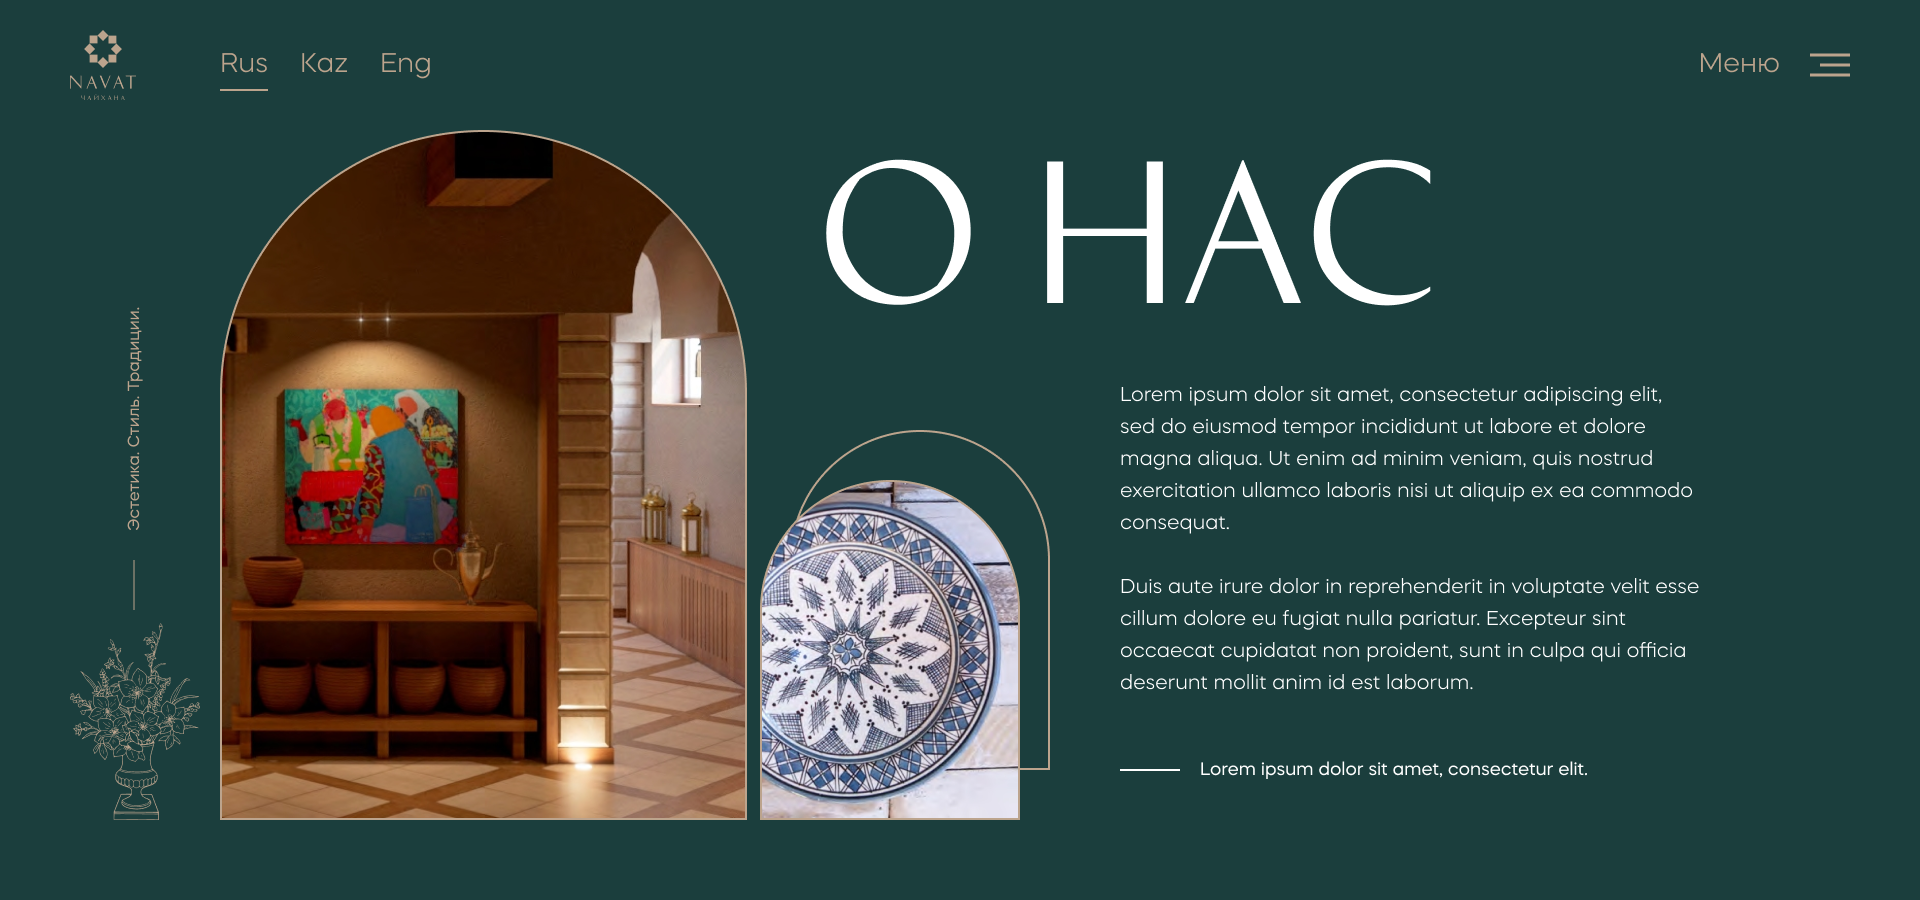 NAVAT
ЧАЙХАНА
Rus Kaz Eng
Меню
О НАС
Эстетика. Стиль. Традиции.
Lorem ipsum dolor sit amet, consectetur adipiscing elit,
sed do eiusmod tempor incididunt ut labore et dolore
magna aliqua. Ut enim ad minim veniam, quis nostrud
exercitation ullamco laboris nisi ut aliquip ex ea commodo
consequat.
Duis aute irure dolor in reprehenderit in voluptate velit esse
cillum dolore eu fugiat nulla pariatur. Excepteur sint
occaecat cupidatat non proident, sunt in culpa qui officia
deserunt mollit anim id est laborum.
Lorem ipsum dolor sit amet, consectetur elit.